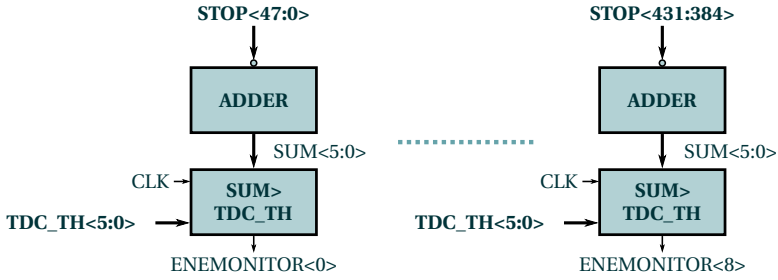 STOP<47:0>
STOP<431:384>
ADDER
ADDER
SUM<5:0>
SUM<5:0>
CLK
SUM>
TDC_TH
CLK
SUM>
TDC_TH
TDC_TH<5:0>
TDC_TH<5:0>
ENEMONITOR<0>
ENEMONITOR<8>